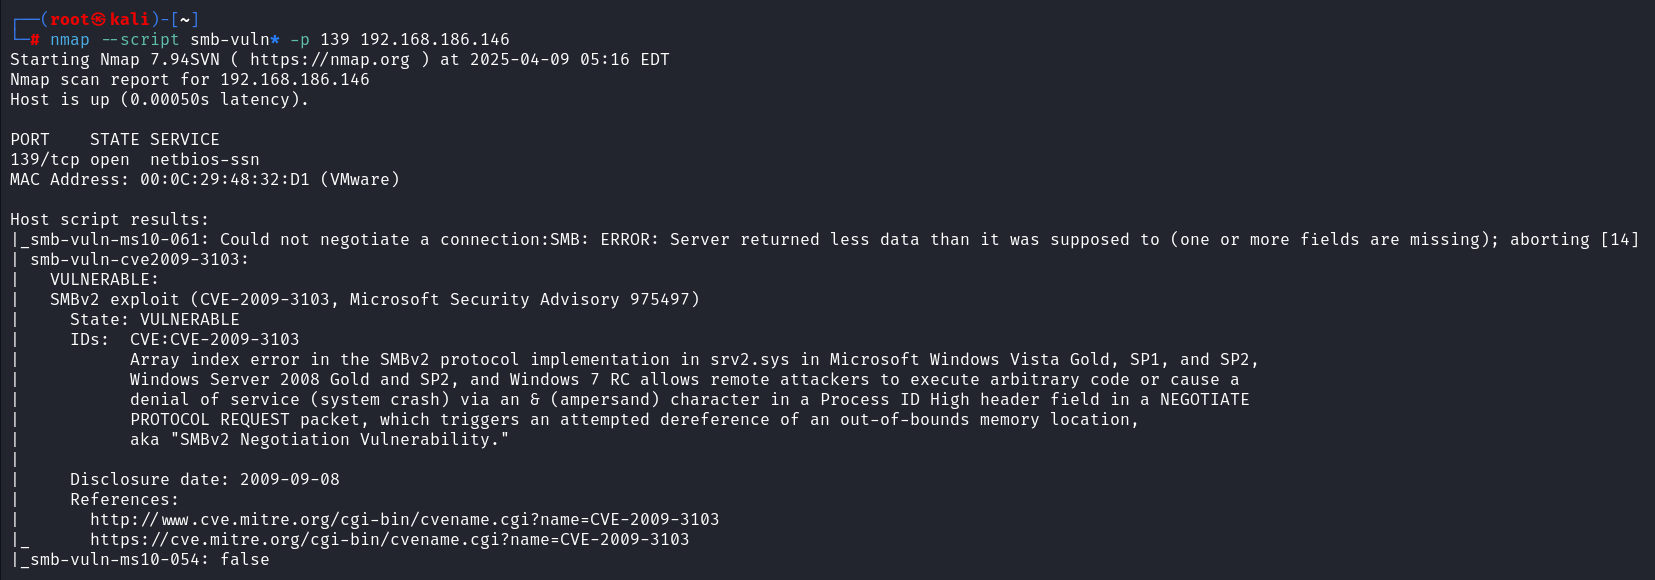 ┌──(root㉿kali)-[~]
└─# nmap --script smb-vuln* -p 139 192.168.186.146
Starting Nmap 7.94SVN ( https://nmap.org ) at 2025-04-09 05:16 EDT
Nmap scan report for 192.168.186.146
Host is up (0.00050s latency).

PORT    STATE SERVICE
139/tcp open  netbios-ssn
MAC Address: 00:0C:29:48:32:D1 (VMware)

Host script results:
|_smb-vuln-ms10-061: Could not negotiate a connection:SMB: ERROR: Server returned less data than it was supposed to (one or more fields are missing); aborting [14]
| smb-vuln-cve2009-3103:
|   VULNERABLE:
|   SMBv2 exploit (CVE-2009-3103, Microsoft Security Advisory 975497)
|     State: VULNERABLE
|     IDs:  CVE:CVE-2009-3103
|           Array index error in the SMBv2 protocol implementation in srv2.sys in Microsoft Windows Vista Gold, SP1, and SP2,
|           Windows Server 2008 Gold and SP2, and Windows 7 RC allows remote attackers to execute arbitrary code or cause a
|           denial of service (system crash) via an & (ampersand) character in a Process ID High header field in a NEGOTIATE
|           PROTOCOL REQUEST packet, which triggers an attempted dereference of an out-of-bounds memory location,
|           aka "SMBv2 Negotiation Vulnerability."
|
|     Disclosure date: 2009-09-08
|     References:
|       http://www.cve.mitre.org/cgi-bin/cvename.cgi?name=CVE-2009-3103
|_      https://cve.mitre.org/cgi-bin/cvename.cgi?name=CVE-2009-3103
|_smb-vuln-ms10-054: false